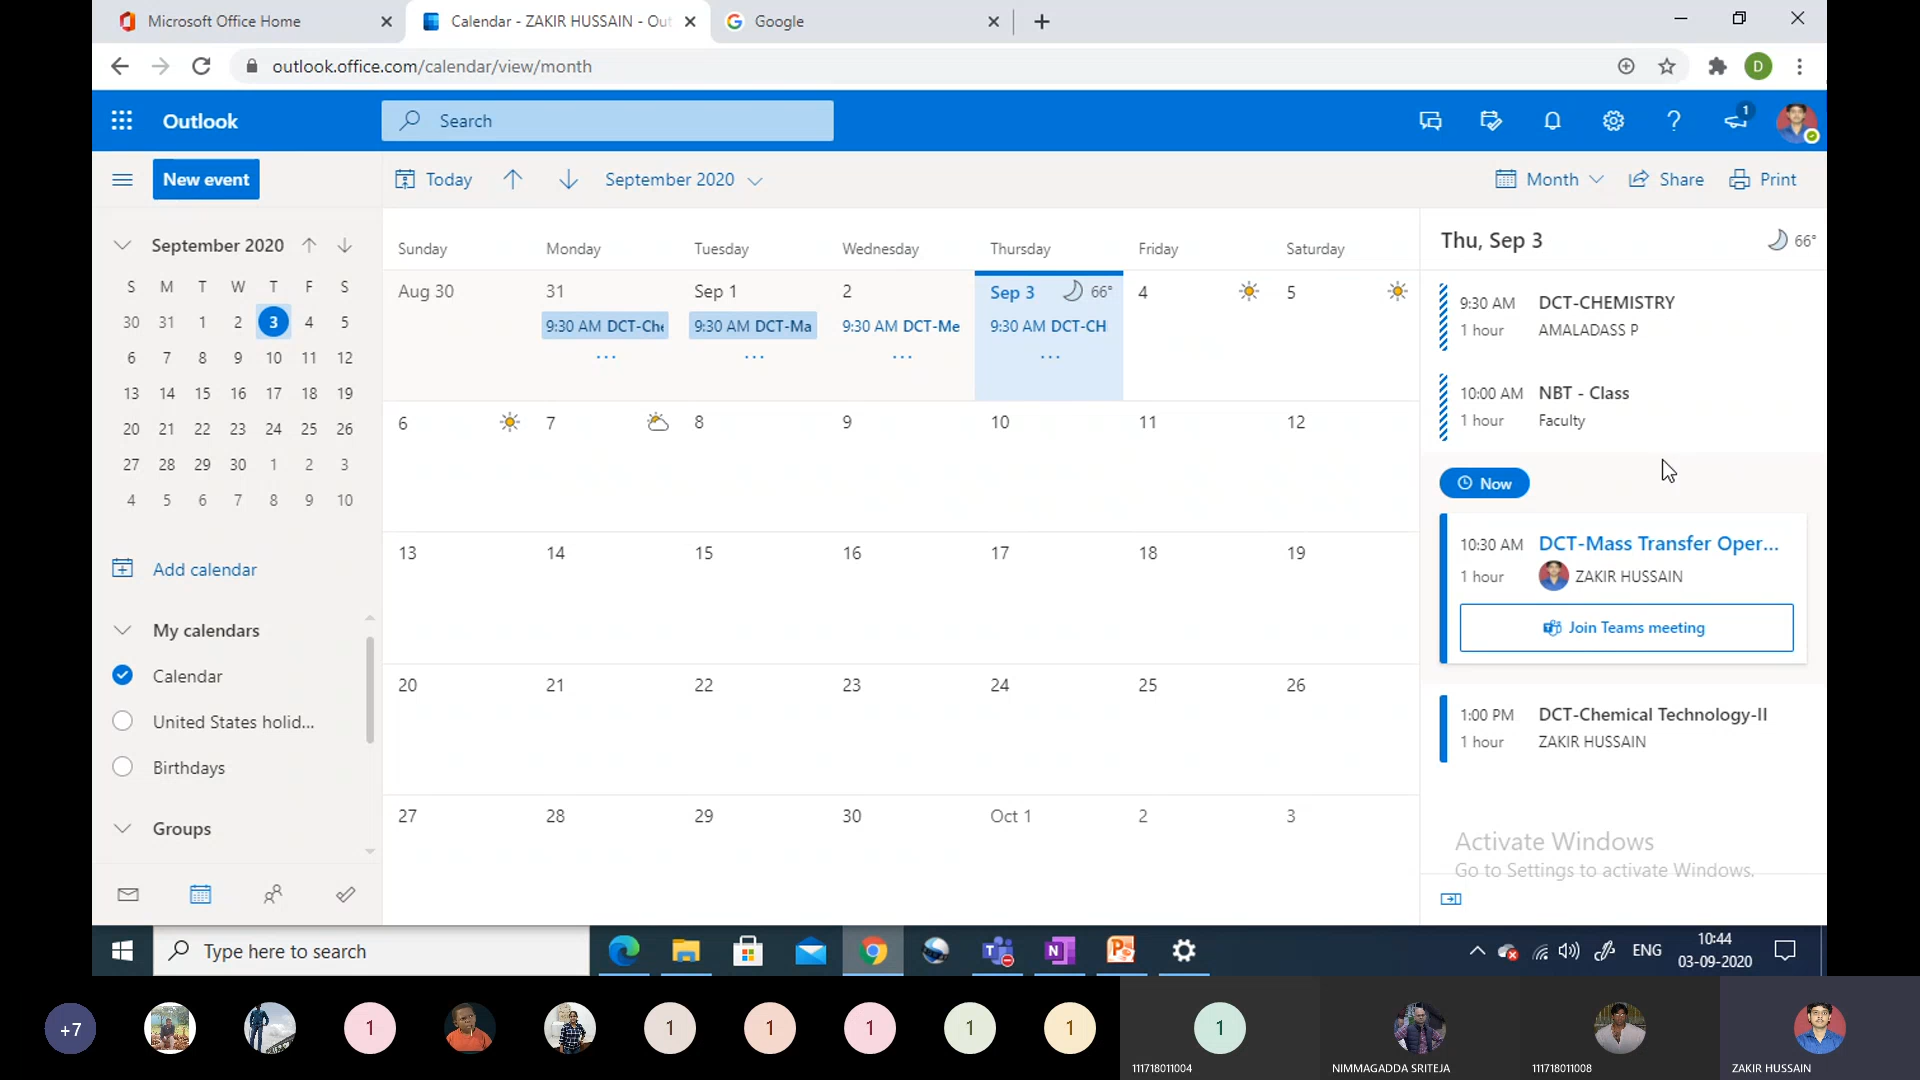 Microsoft Office Home
Calendar - ZAKIR HUSSAIN - Out
Google
outlook.office.com/calendar/view/month
D
Outlook
Search
1
New event
Today
September 2020
Month
Share
Print
September 2020
S M T W T F S
30 31 1 2 3 4 5
6 7 8 9 10 11 12
13 14 15 16 17 18 19
20 21 22 23 24 25 26
27 28 29 30 1 2 3
4 5 6 7 8 9 10
Add calendar
My calendars
Calendar
United States holid...
Birthdays
Groups
Sunday Monday Tuesday Wednesday Thursday Friday Saturday
Aug 30 31 Sep 1 2 Sep 3 66° 4 5
9:30 AM DCT-Che 9:30 AM DCT-Ma 9:30 AM DCT-Me 9:30 AM DCT-CH
... ... ... ...
6 7 8 9 10 11 12
13 14 15 16 17 18 19
20 21 22 23 24 25 26
27 28 29 30 Oct 1 2 3
Thu, Sep 3 66°
9:30 AM DCT-CHEMISTRY
1 hour AMALADASS P
10:00 AM NBT - Class
1 hour Faculty
Now
10:30 AM DCT-Mass Transfer Oper...
1 hour ZAKIR HUSSAIN
Join Teams meeting
1:00 PM DCT-Chemical Technology-II
1 hour ZAKIR HUSSAIN
Activate Windows
Go to Settings to activate Windows.
Type here to search
ENG
10:44
03-09-2020
+7 1 1 1 1 1 1 1
111718011004 NIMMAGADDA SRITEJA 111718011008 ZAKIR HUSSAIN